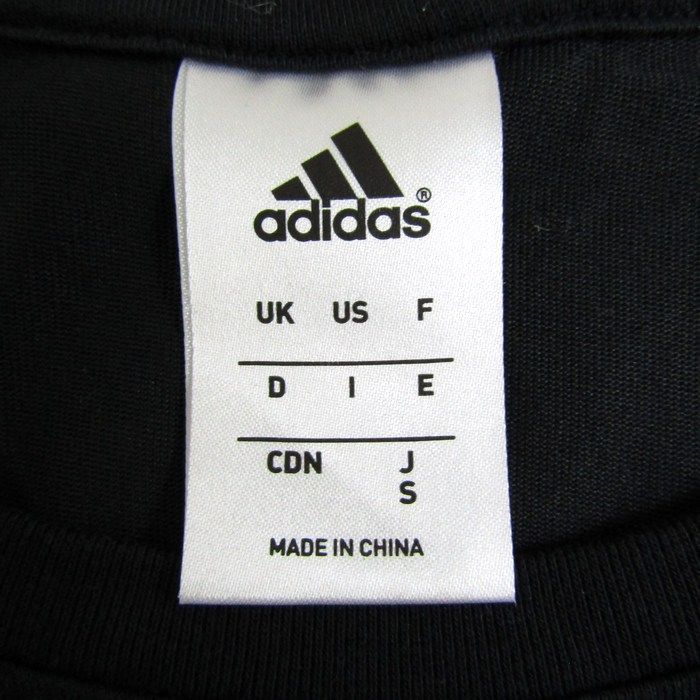 adidas®
UK US F
D I E
CDN J
S
MADE IN CHINA